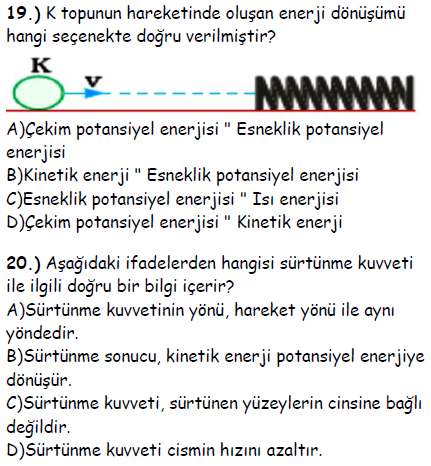 19.) K topunun hareketinde oluşan enerji dönüşümü
hangi seçenekte doğru verilmiştir?
K
v
A)Çekim potansiyel enerjisi " Esneklik potansiyel
enerjisi
B)Kinetik enerji " Esneklik potansiyel enerjisi
C)Esneklik potansiyel enerjisi " Isı enerjisi
D)Çekim potansiyel enerjisi " Kinetik enerji
20.) Aşağıdaki ifadelerden hangisi sürtünme kuvveti
ile ilgili doğru bir bilgi içerir?
A)Sürtünme kuvvetinin yönü, hareket yönü ile aynı
yöndedir.
B)Sürtünme sonucu, kinetik enerji potansiyel enerjiye
dönüşür.
C)Sürtünme kuvveti, sürtünen yüzeylerin cinsine bağlı
değildir.
D)Sürtünme kuvveti cismin hızını azaltır.